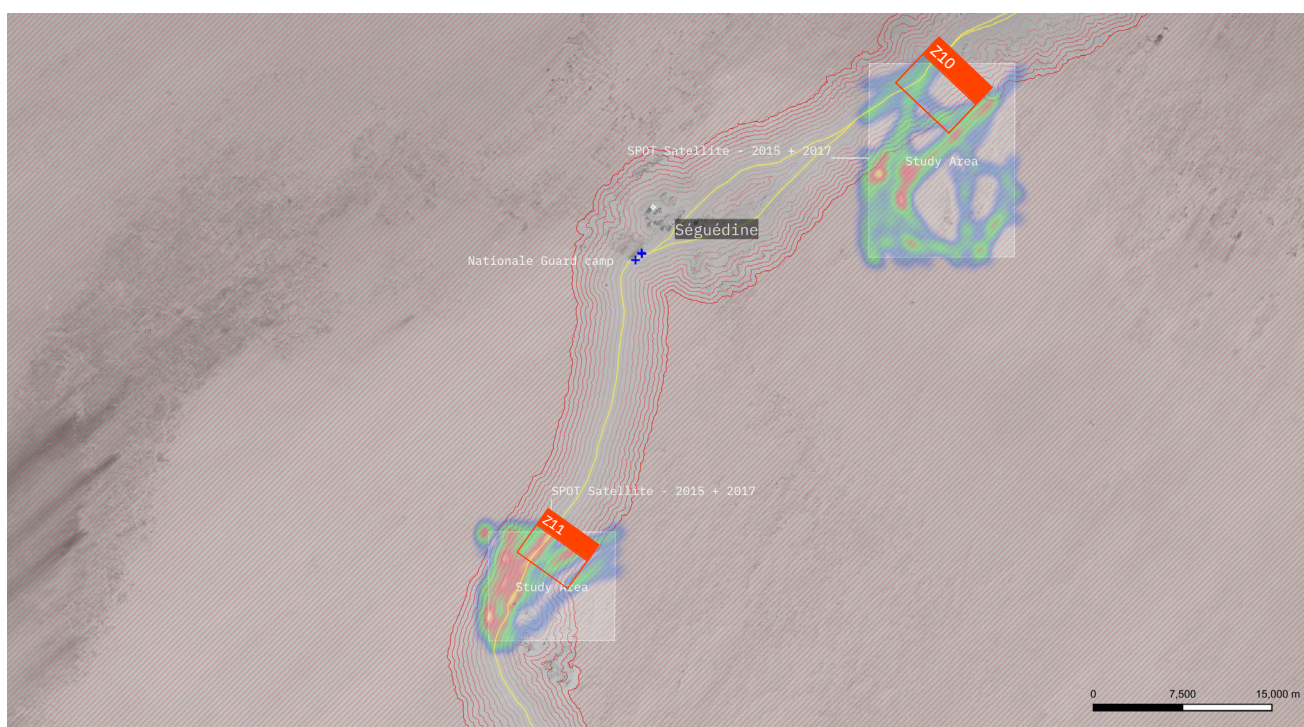 Z10
SPOT Satellite - 2015 + 2017
Study Area
Séguédine
Nationale Guard camp
SPOT Satellite - 2015 + 2017
Z11
Study Area
0 7,500 15,000 m